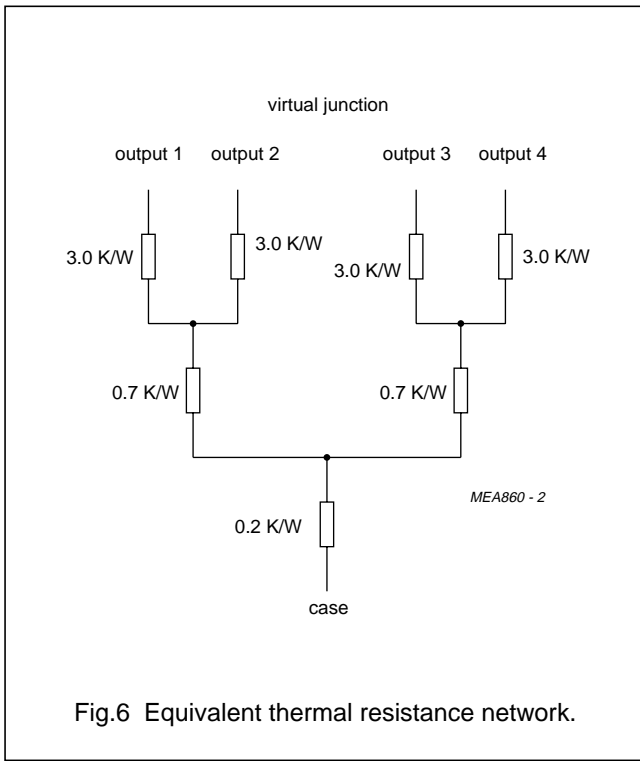 virtual junction
output 1 output 2 output 3 output 4
3.0 K/W 3.0 K/W 3.0 K/W 3.0 K/W
0.7 K/W 0.7 K/W
MEA860 - 2
0.2 K/W
case
Fig.6 Equivalent thermal resistance network.